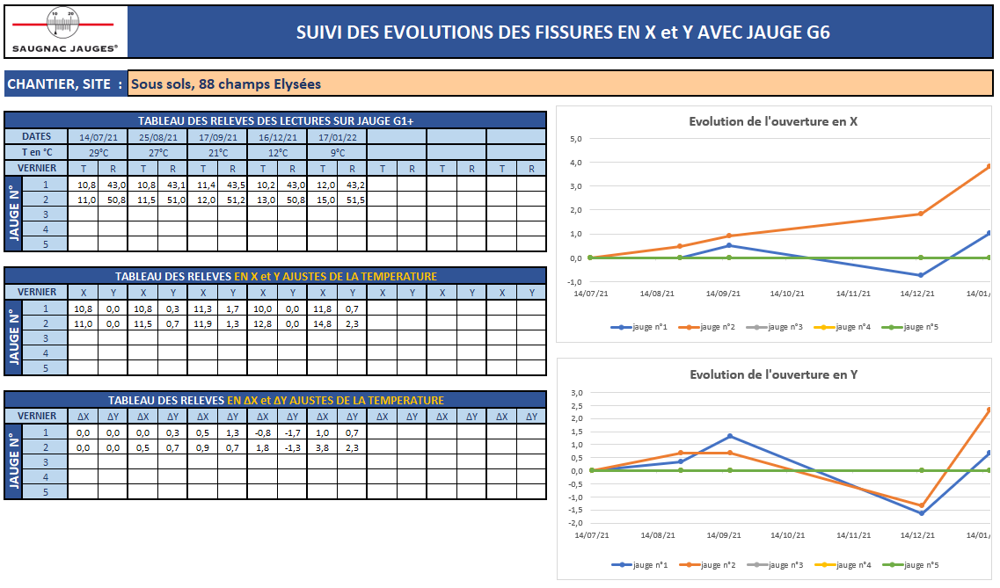 10 20
SAUGNAC JAUGES®
SUIVI DES EVOLUTIONS DES FISSURES EN X et Y AVEC JAUGE G6
CHANTIER, SITE : Sous sols, 88 champs Elysées
TABLEAU DES RELEVES DES LECTURES SUR JAUGE G1+
DATES 14/07/21 25/08/21 17/09/21 16/12/21 17/01/22
T en °C 29°C 27°C 21°C 12°C 9°C
VERNIER T R T R T R T R T R T R T R T R
JAUGE N°
1 10,8 43,0 10,8 43,1 11,4 43,5 10,2 43,0 12,0 43,2
2 11,0 50,8 11,5 51,0 12,0 51,2 13,0 50,8 15,0 51,5
3
4
5
TABLEAU DES RELEVES EN X et Y AJUSTES DE LA TEMPERATURE
VERNIER X Y X Y X Y X Y X Y X Y X Y X Y
JAUGE N°
1 10,8 0,0 10,8 0,3 11,3 1,7 10,0 0,0 11,8 0,7
2 11,0 0,0 11,5 0,7 11,9 1,3 12,8 0,0 14,8 2,3
3
4
5
TABLEAU DES RELEVES EN ΔX et ΔY AJUSTES DE LA TEMPERATURE
VERNIER ΔX ΔY ΔX ΔY ΔX ΔY ΔX ΔY ΔX ΔY ΔX ΔY ΔX ΔY ΔX ΔY
JAUGE N°
1 0,0 0,0 0,0 0,3 0,5 1,3 -0,8 -1,7 1,0 0,7
2 0,0 0,0 0,5 0,7 0,9 0,7 1,8 -1,3 3,8 2,3
3
4
5
Evolution de l'ouverture en X
5,0
4,0
3,0
2,0
1,0
0,0
-1,0
14/07/21 14/08/21 14/09/21 14/10/21 14/11/21 14/12/21 14/01/
jauge n°1 jauge n°2 jauge n°3 jauge n°4 jauge n°5
Evolution de l'ouverture en Y
3,0
2,5
2,0
1,5
1,0
0,5
0,0
-0,5
-1,0
-1,5
-2,0
14/07/21 14/08/21 14/09/21 14/10/21 14/11/21 14/12/21 14/01/
jauge n°1 jauge n°2 jauge n°3 jauge n°4 jauge n°5